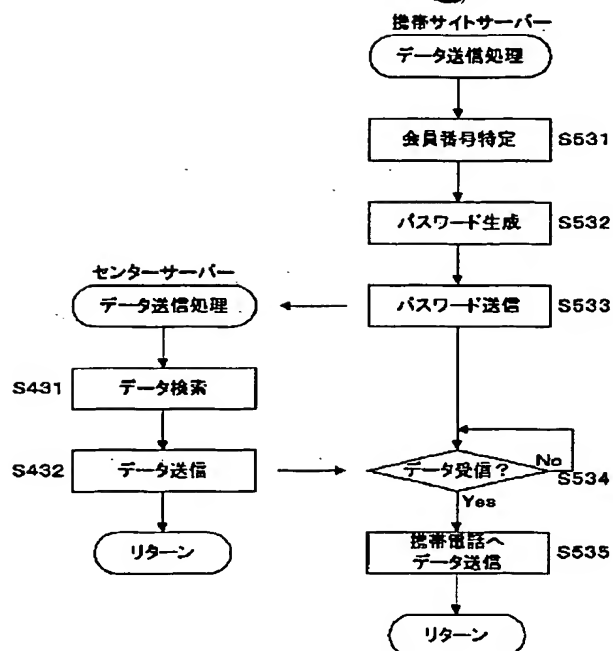 携帯サイトサーバー
データ送信処理
会員番号特定
S531
パスワード生成
S532
センターサーバー
データ送信処理
パスワード送信
S533
S431
データ検索
S432
データ送信
データ受信?
No
S534
Yes
リターン
携帯電話へ
データ送信
S535
リターン